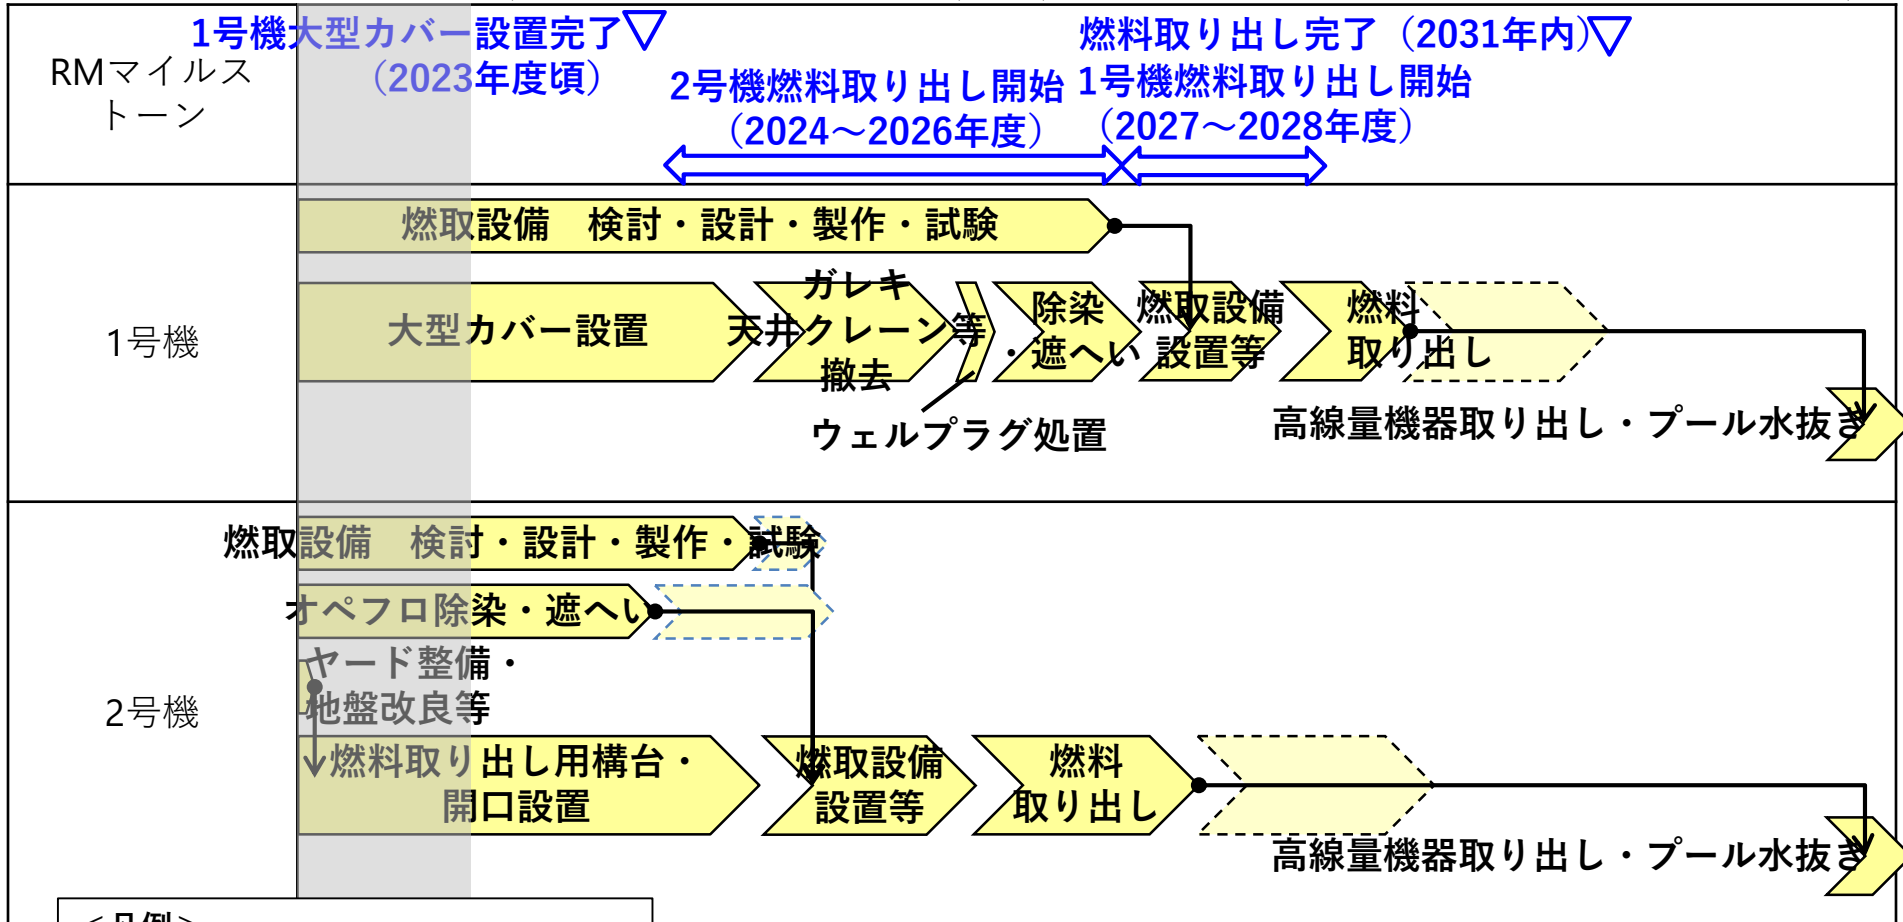 1号機大型カバー設置完了▽
（2023年度頃）
燃料取り出し完了（2031年内）▽
2号機燃料取り出し開始
（2024～2026年度）
1号機燃料取り出し開始
（2027～2028年度）
RMマイルス
トーン
1号機
燃取設備　検討・設計・製作・試験
大型カバー設置
ガレキ
天井クレーン等
撤去
ウェルプラグ処置
除染
・遮へい
燃取設備
設置等
燃料
取り出し
高線量機器取り出し・プール水抜き
2号機
燃取設備　検討・設計・製作・試験
オペフロ除染・遮へい
ヤード整備・
地盤改良等
燃料取り出し用構台・
開口設置
燃取設備
設置等
燃料
取り出し
高線量機器取り出し・プール水抜き
＜凡例＞